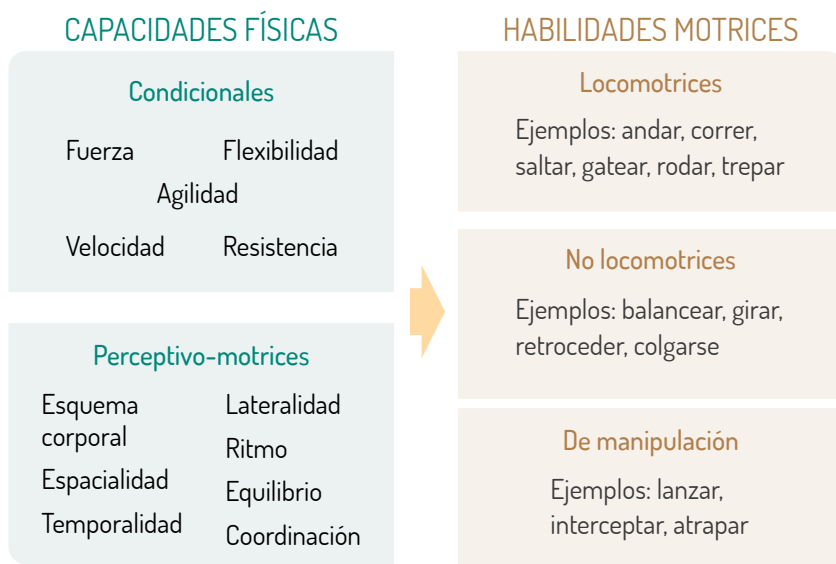 CAPACIDADES FÍSICAS
Condicionales
Fuerza
Flexibilidad
Agilidad
Velocidad
Resistencia
Perceptivo-motrices
Esquema
corporal
Espacialidad
Temporalidad
Lateralidad
Ritmo
Equilibrio
Coordinación
HABILIDADES MOTRICES
Locomotrices
Ejemplos: andar, correr,
saltar, gatear, rodar, trepar
No locomotrices
Ejemplos: balancear, girar,
retroceder, colgarse
De manipulación
Ejemplos: lanzar,
interceptar, atrapar